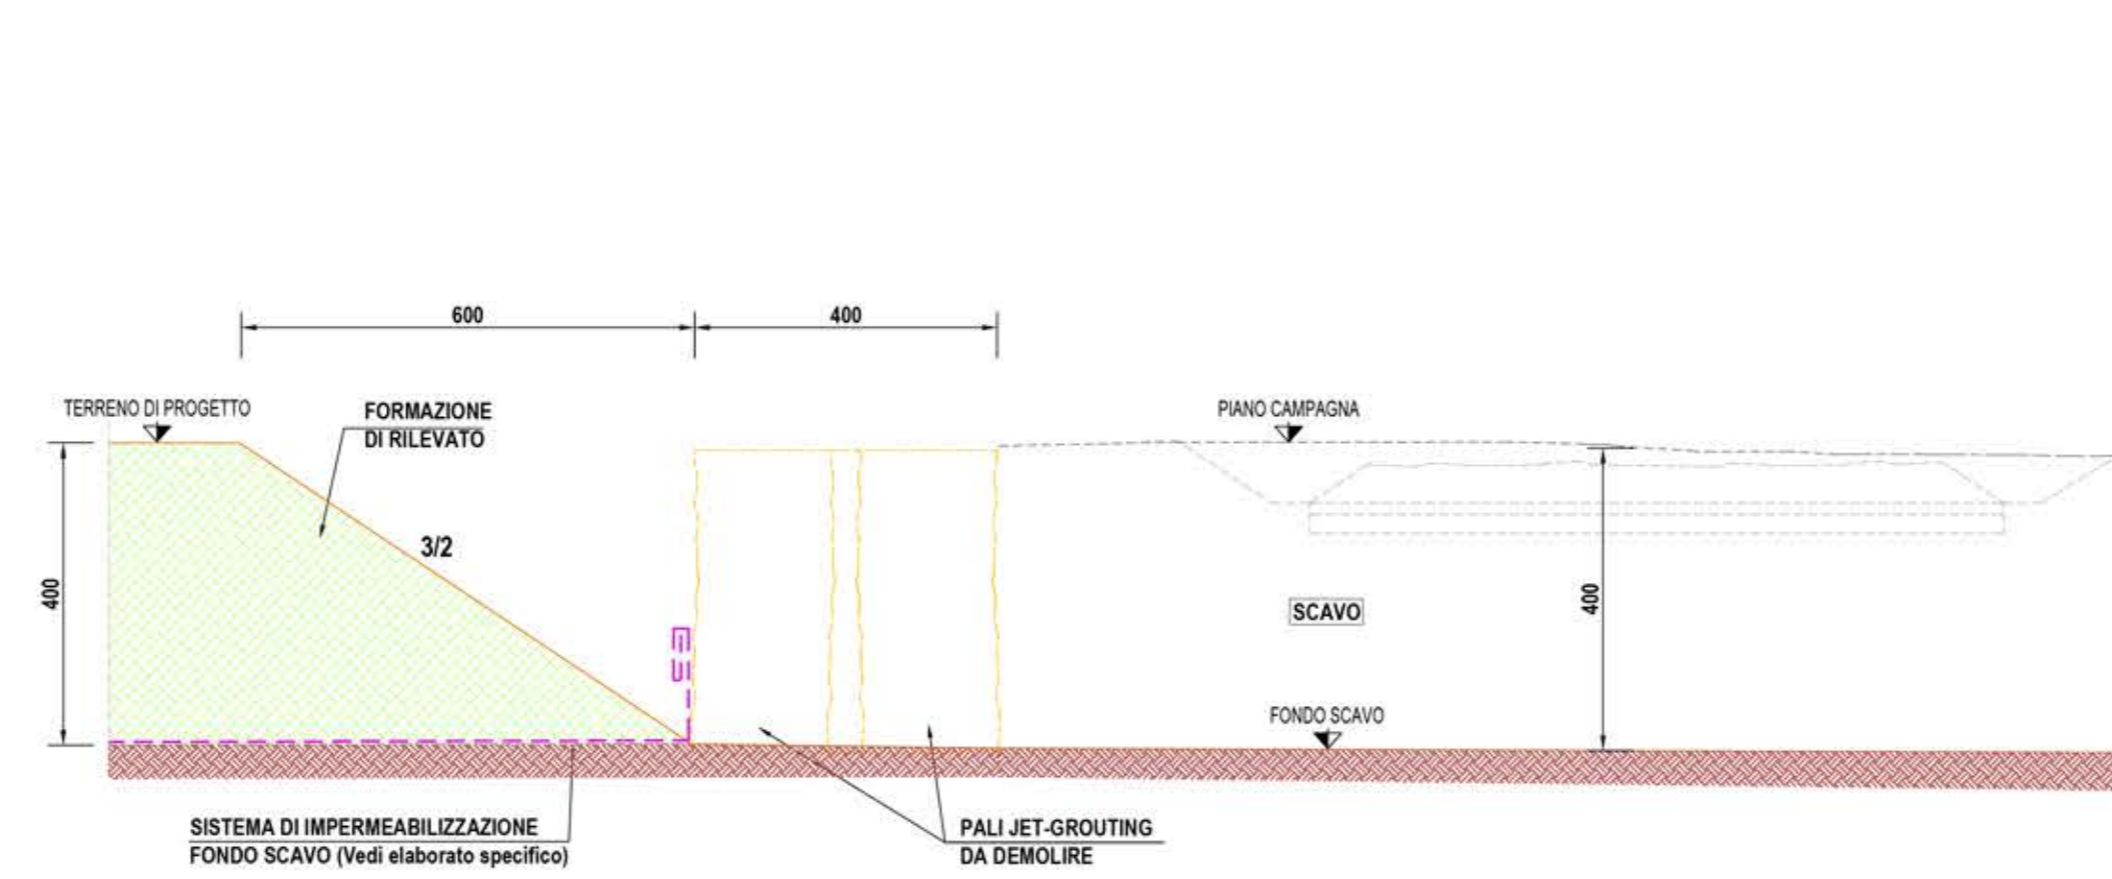 600
400
TERRENO DI PROGETTO
FORMAZIONE
DI RILEVATO
PIANO CAMPAGNA
3/2
400
SCAVO
400
FONDO SCAVO
SISTEMA DI IMPERMEABILIZZAZIONE
FONDO SCAVO (Vedi elaborato specifico)
PALI JET-GROUTING
DA DEMOLIRE